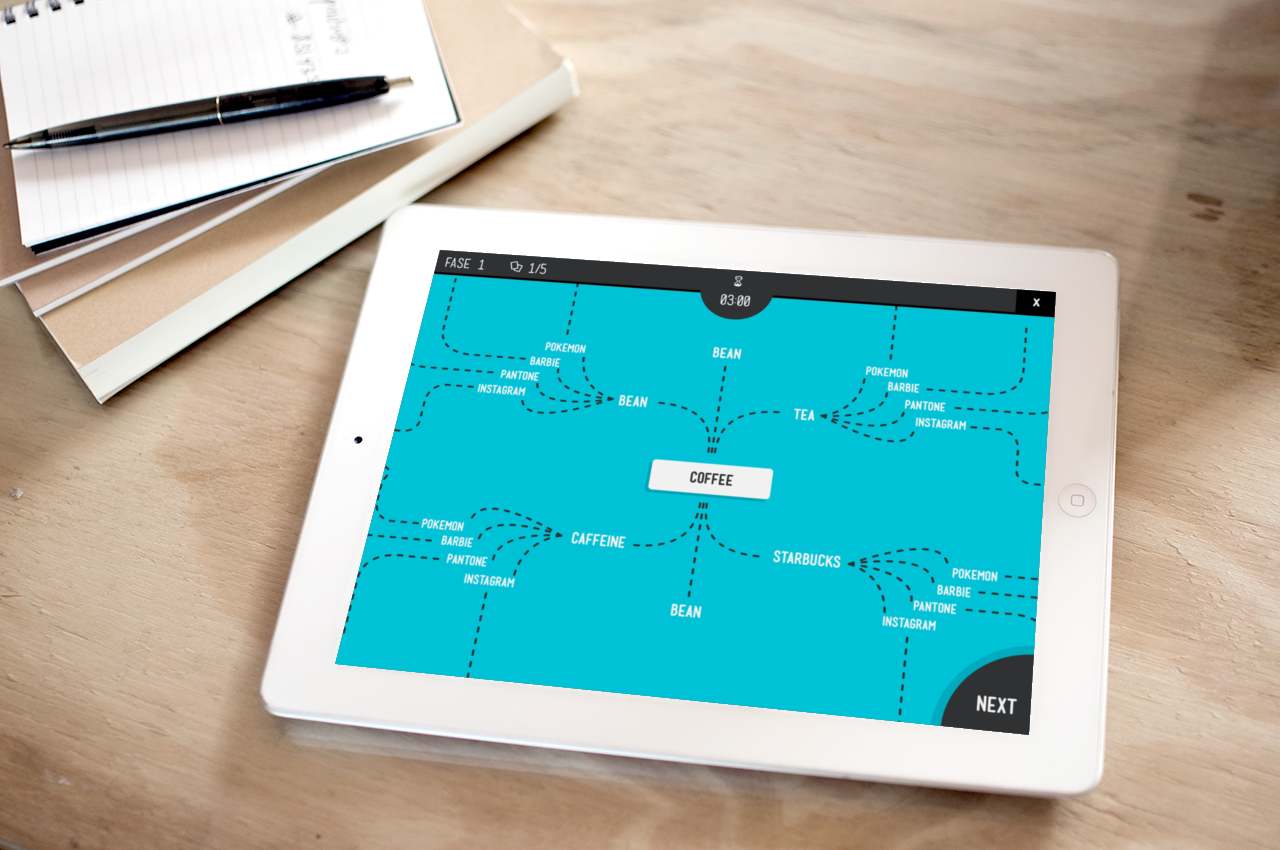 FASE 1
1/5
03:00
X
BEAN
POKEMON
BARBIE
PANTONE
INSTAGRAM
BEAN
TEA
POKEMON
BARBIE
PANTONE
INSTAGRAM
COFFEE
POKEMON
BARBIE
PANTONE
INSTAGRAM
CAFFEINE
STARBUCKS
POKEMON
BARBIE
PANTONE
INSTAGRAM
BEAN
NEXT